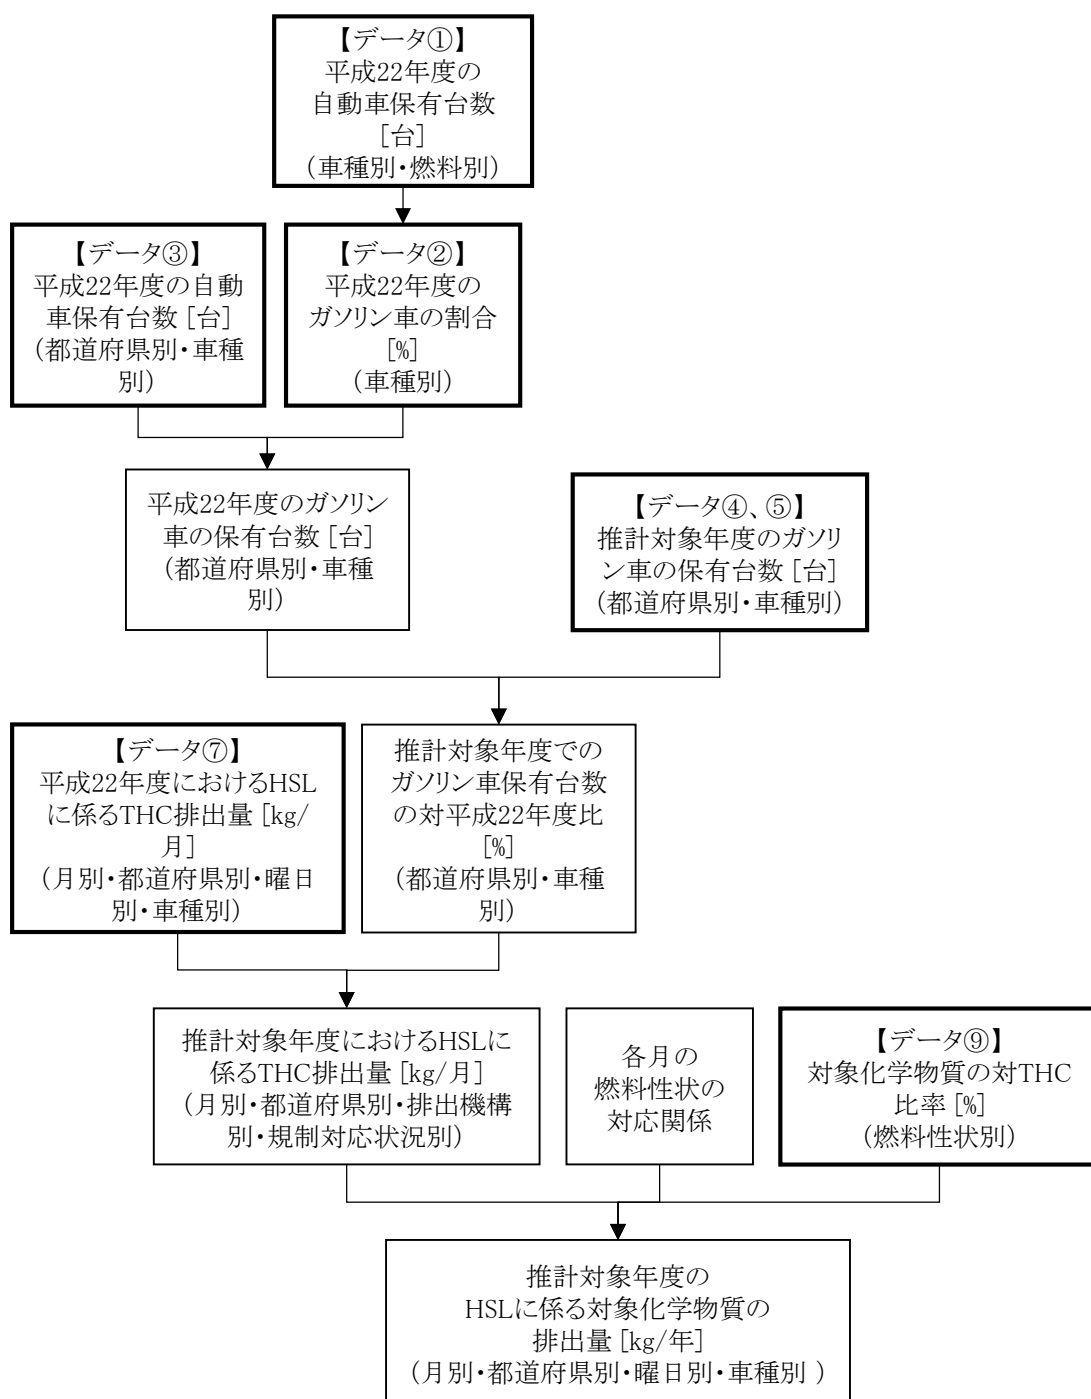 【データ①】
平成22年度の
自動車保有台数
[台]
(車種別・燃料別)
【データ③】
平成22年度の自動
車保有台数[台]
(都道府県別・車種
別)
【データ②】
平成22年度の
ガソリン車の割合
[%]
(車種別)
平成22年度のガソリン
車の保有台数[台]
(都道府県別・車種
別)
【データ④、⑤】
推計対象年度のガソリ
ン車の保有台数[台]
(都道府県別・車種別)
【データ⑦】
平成22年度におけるHSL
に係るTHC排出量[kg/
月]
(月別・都道府県別・曜日
別・車種別)
推計対象年度での
ガソリン車保有台数
の対平成22年度比
[%]
(都道府県別・車種
別)
推計対象年度におけるHSLに
係るTHC排出量[kg/月]
(月別・都道府県別・排出機構
別・規制対応状況別)
各月の
燃料性状の
対応関係
【データ⑨】
対象化学物質の対THC
比率[%]
(燃料性状別)
推計対象年度の
HSLに係る対象化学物質の
排出量[kg/年]
(月別・都道府県別・曜日別・車種別 )